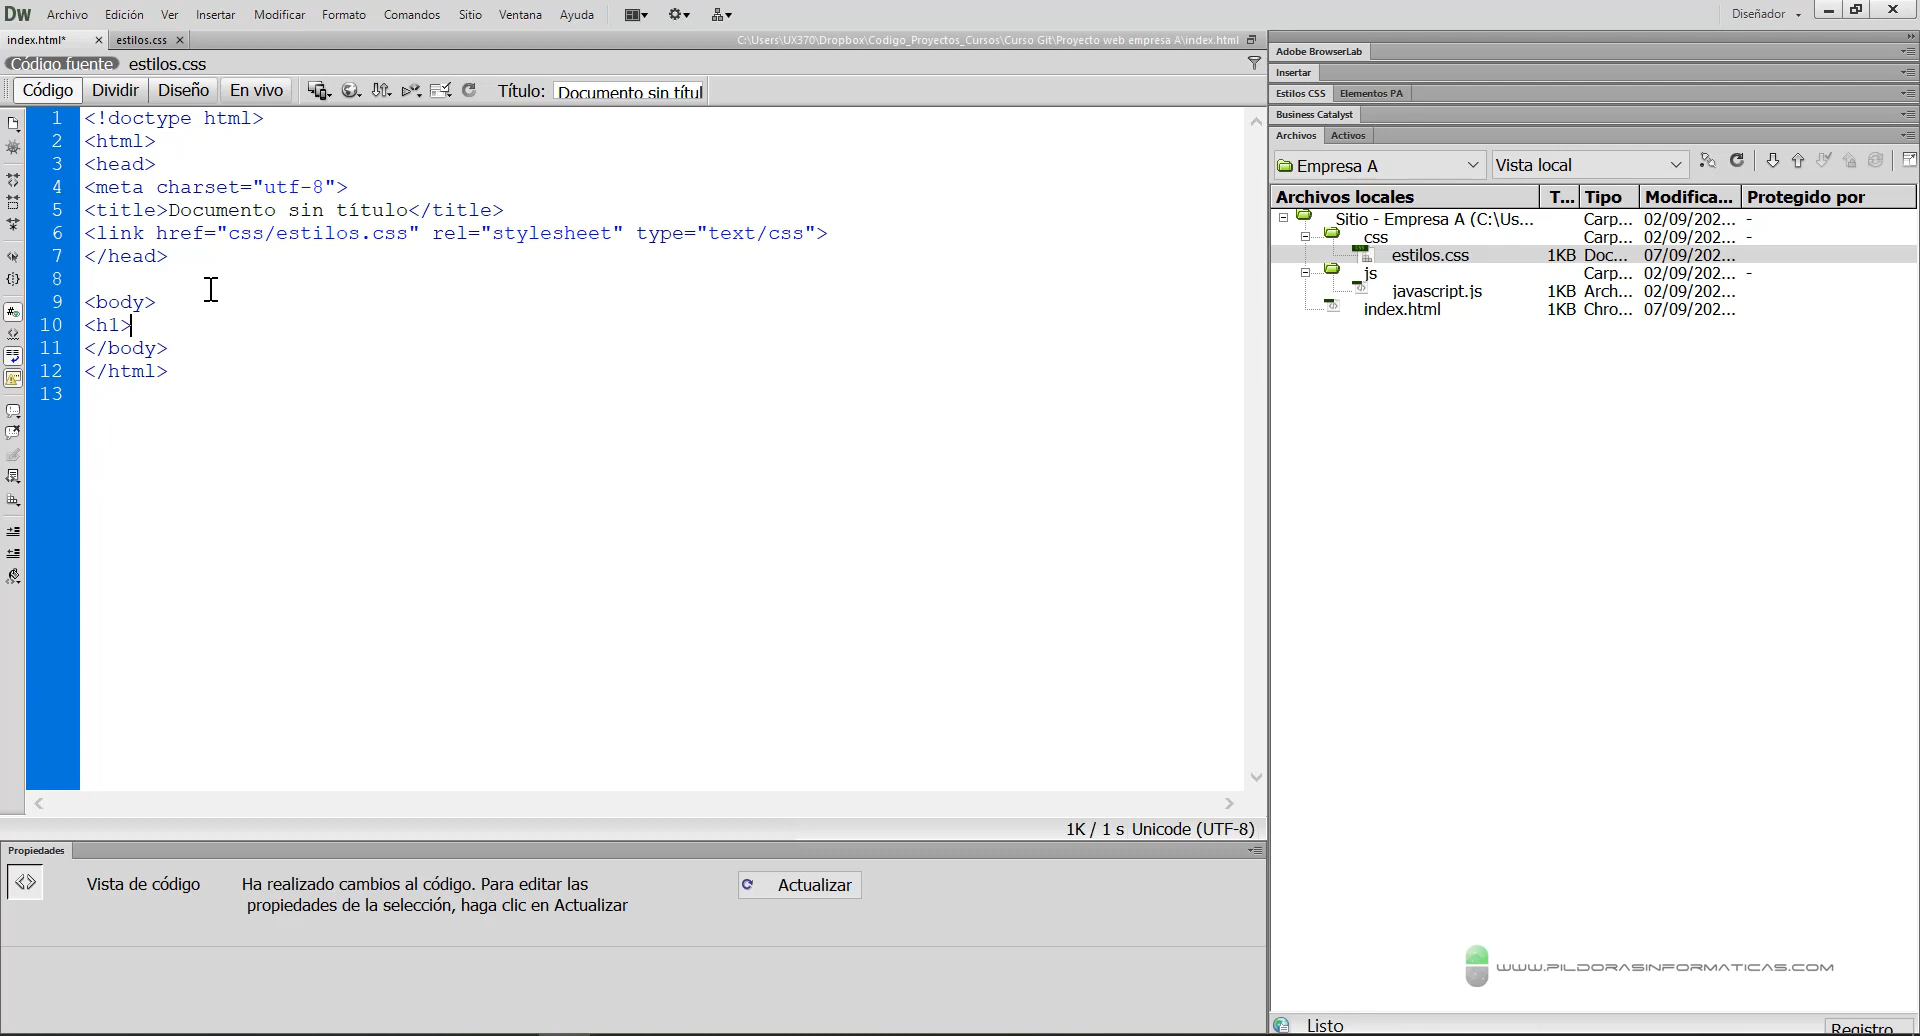 Dw Archivo Edición Ver Insertar Modificar Formato Comandos Sitio Ventana Ayuda Diseñador
index.html* estilos.css C:\Users\UX370\Dropbox\Codigo_Proyectos_Cursos\Curso Git\Proyecto web empresa A\index.html
Código fuente estilos.css
Código Dividir Diseño En vivo Título: Documento sin títul
1 <!doctype html>
2 <html>
3 <head>
4 <meta charset="utf-8">
5 <title>Documento sin título</title>
6 <link href="css/estilos.css" rel="stylesheet" type="text/css">
7 </head>
8
9 <body>
10 <h1>
11 </body>
12 </html>
13
1K / 1 s Unicode (UTF-8)
Propiedades
Vista de código
Ha realizado cambios al código. Para editar las
propiedades de la selección, haga clic en Actualizar
Actualizar
Adobe BrowserLab
Insertar
Estilos CSS Elementos PA
Business Catalyst
Archivos Activos
Empresa A Vista local
Archivos locales T... Tipo Modifica... Protegido por
Sitio - Empresa A (C:\Us... Carp... 02/09/202... -
css Carp... 02/09/202... -
estilos.css 1KB Doc... 07/09/202...
js Carp... 02/09/202... -
javascript.js 1KB Arch... 02/09/202...
index.html 1KB Chro... 07/09/202...
WWW.PILDORASINFORMATICAS.COM
Listo Registro